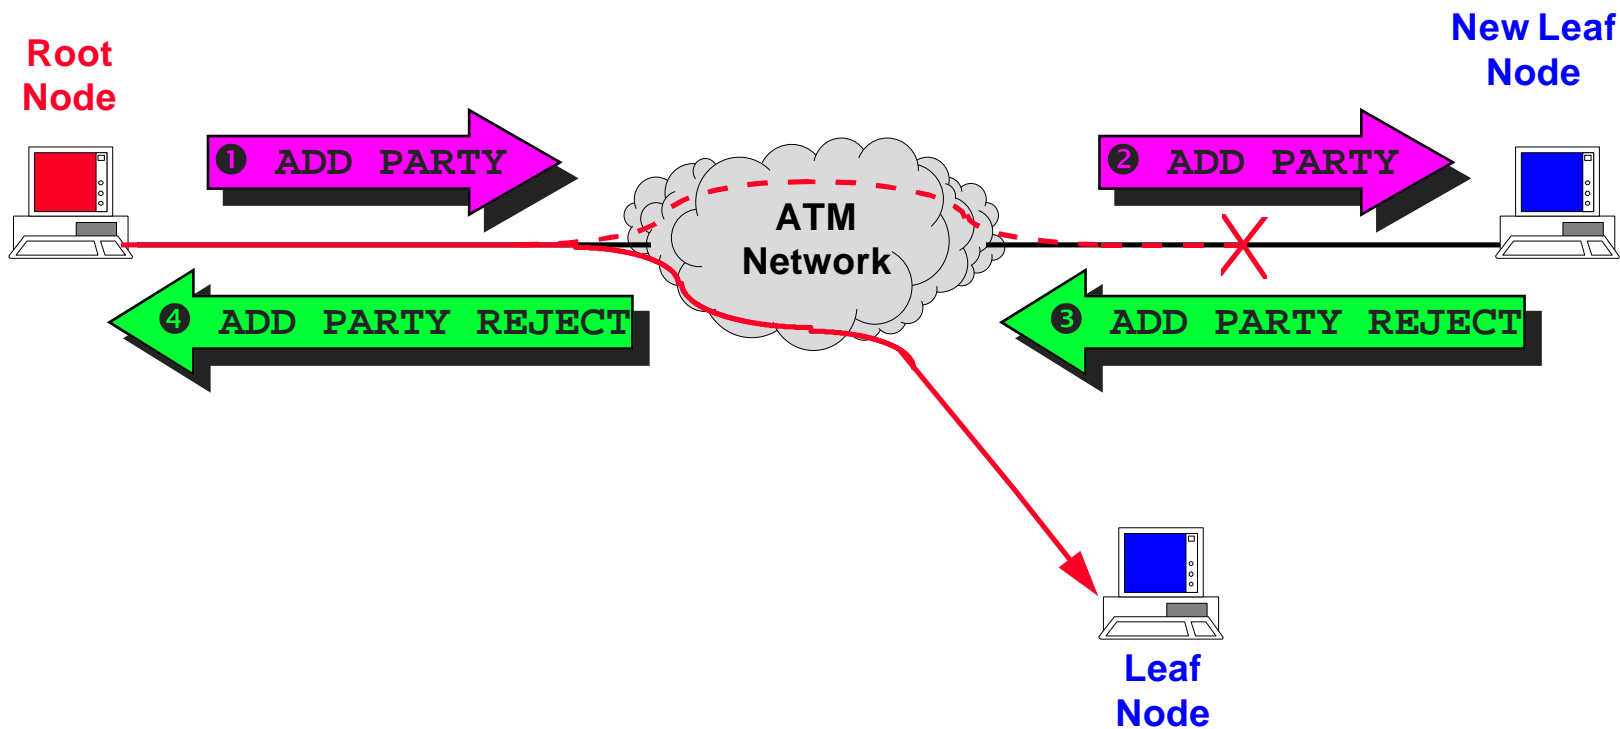 Root
Node
New Leaf
Node
❶ ADD PARTY
❷ ADD PARTY
ATM
Network
❹ ADD PARTY REJECT
❸ ADD PARTY REJECT
Leaf
Node